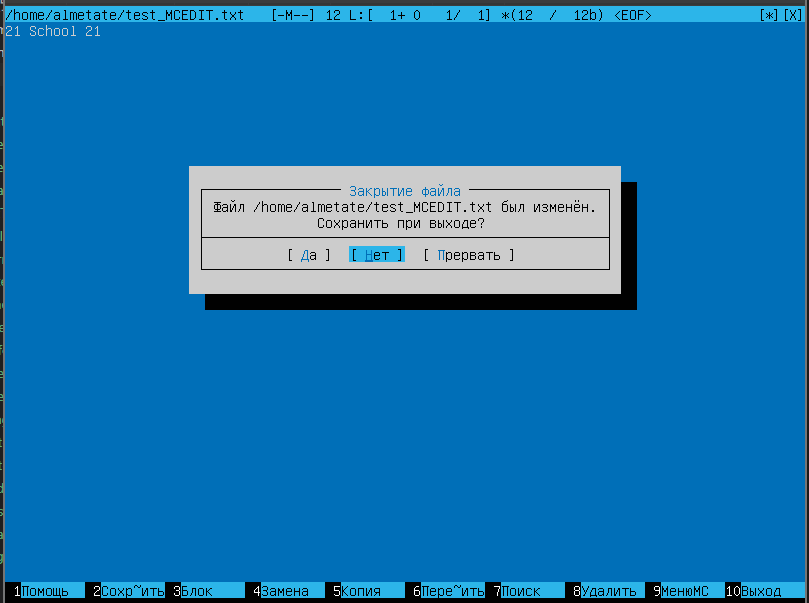 /home/almetate/test_MCEDIT.txt [-M--] 12 L:[ 1+ 0 1/ 1] *(12 / 12b) <EOF> [*][X]
21 School 21
Закрытие файла
Файл /home/almetate/test_MCEDIT.txt был изменён.
Сохранить при выходе?
[ Да ] [ Нет ] [ Прервать ]
1Помощь 2Сохр~ить 3Блок 4Замена 5Копия 6Пере~ить 7Поиск 8Удалить 9МенюMC 10Выход